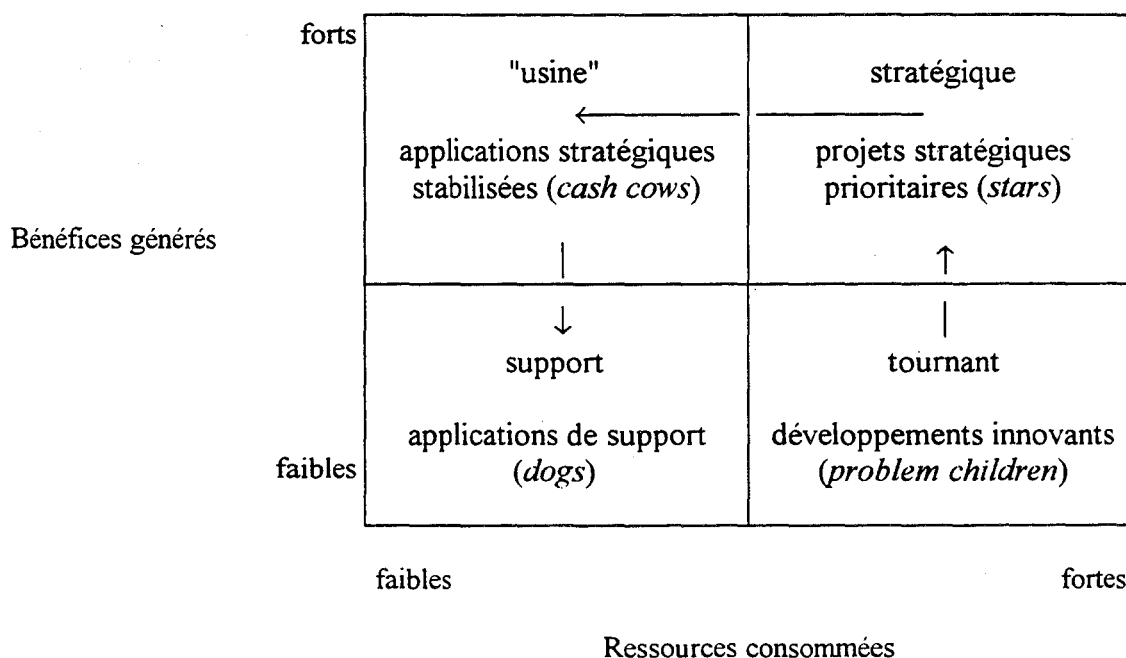 forts
"usine"
stratégique
applications stratégiques
stabilisées (cash cows)
projets stratégiques
prioritaires (stars)
Bénéfices générés
support
tournant
applications de support
(dogs)
développements innovants
(problem children)
faibles
faibles
fortes
Ressources consommées